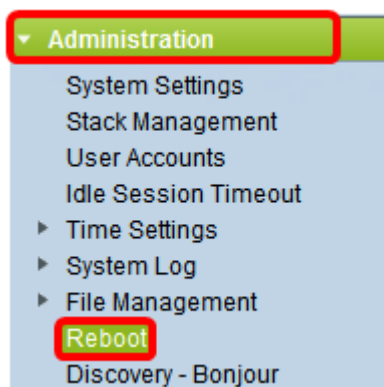 Administration
System Settings
Stack Management
User Accounts
Idle Session Timeout
Time Settings
System Log
File Management
Reboot
Discovery - Bonjour